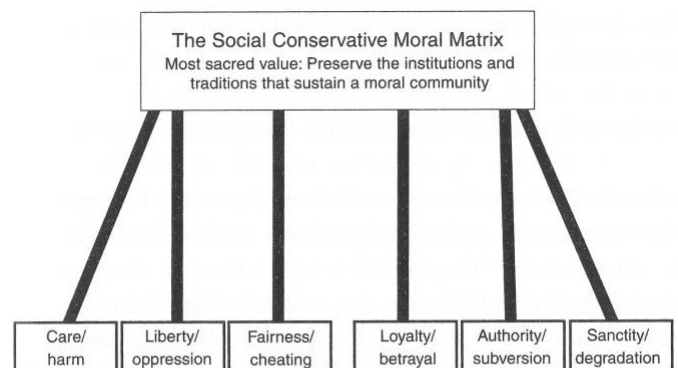 The Social Conservative Moral Matrix
Most sacred value: Preserve the institutions and
traditions that sustain a moral community
Care/
harm
Liberty/
oppression
Fairness/
cheating
Loyalty/
betrayal
Authority/
subversion
Sanctity/
degradation